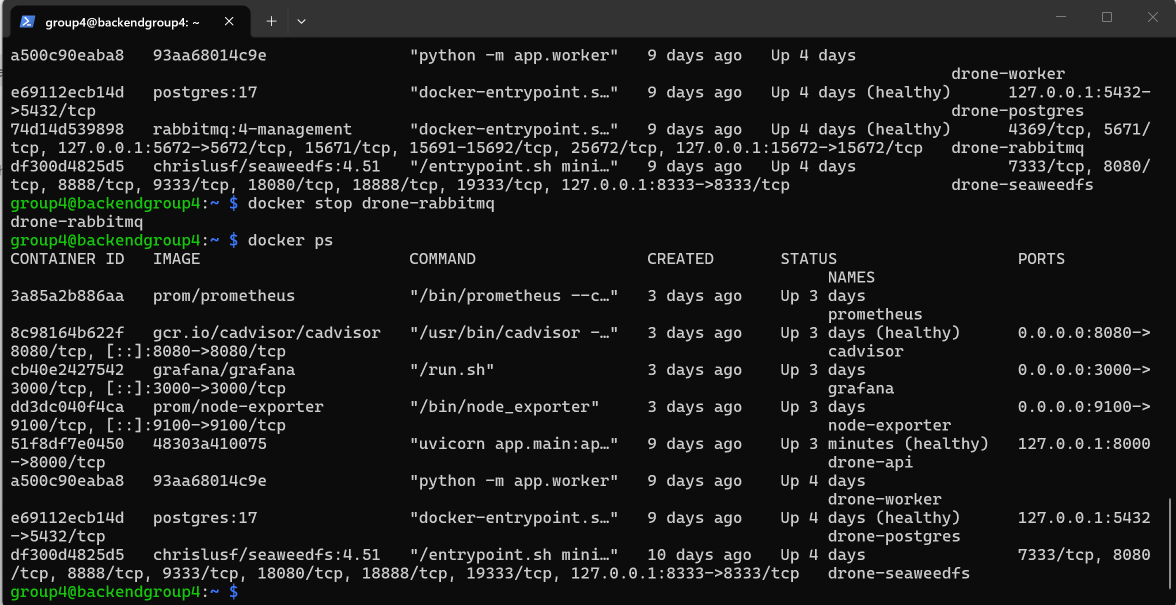 group4@backendgroup4: ~
a500c90eaba8   93aa68014c9e               "python -m app.worker"   9 days ago   Up 4 days
drone-worker
e69112ecb14d   postgres:17                "docker-entrypoint.s…"   9 days ago   Up 4 days (healthy)      127.0.0.1:5432-
>5432/tcp                                                                                          drone-postgres
74d14d539898   rabbitmq:4-management      "docker-entrypoint.s…"   9 days ago   Up 4 days (healthy)      4369/tcp, 5671/
tcp, 127.0.0.1:5672->5672/tcp, 15671/tcp, 15691-15692/tcp, 25672/tcp, 127.0.0.1:15672->15672/tcp   drone-rabbitmq
df300d4825d5   chrislusf/seaweedfs:4.51   "/entrypoint.sh mini…"   9 days ago   Up 4 days                7333/tcp, 8080/
tcp, 8888/tcp, 9333/tcp, 18080/tcp, 18888/tcp, 19333/tcp, 127.0.0.1:8333->8333/tcp                 drone-seaweedfs
group4@backendgroup4:~ $ docker stop drone-rabbitmq
drone-rabbitmq
group4@backendgroup4:~ $ docker ps
CONTAINER ID   IMAGE                      COMMAND                  CREATED       STATUS                   PORTS
NAMES
3a85a2b886aa   prom/prometheus            "/bin/prometheus --c…"   3 days ago    Up 3 days
prometheus
8c98164b622f   gcr.io/cadvisor/cadvisor   "/usr/bin/cadvisor -…"   3 days ago    Up 3 days (healthy)      0.0.0.0:8080->
8080/tcp, [::]:8080->8080/tcp                                                         cadvisor
cb40e2427542   grafana/grafana            "/run.sh"                3 days ago    Up 3 days                0.0.0.0:3000->
3000/tcp, [::]:3000->3000/tcp                                                         grafana
dd3dc040f4ca   prom/node-exporter         "/bin/node_exporter"     3 days ago    Up 3 days                0.0.0.0:9100->
9100/tcp, [::]:9100->9100/tcp                                                         node-exporter
51f8df7e0450   48303a410075               "uvicorn app.main:ap…"   9 days ago    Up 3 minutes (healthy)   127.0.0.1:8000
->8000/tcp                                                                            drone-api
a500c90eaba8   93aa68014c9e               "python -m app.worker"   9 days ago    Up 4 days
drone-worker
e69112ecb14d   postgres:17                "docker-entrypoint.s…"   9 days ago    Up 4 days (healthy)      127.0.0.1:5432
->5432/tcp                                                                            drone-postgres
df300d4825d5   chrislusf/seaweedfs:4.51   "/entrypoint.sh mini…"   10 days ago   Up 4 days                7333/tcp, 8080
/tcp, 8888/tcp, 9333/tcp, 18080/tcp, 18888/tcp, 19333/tcp, 127.0.0.1:8333->8333/tcp   drone-seaweedfs
group4@backendgroup4:~ $